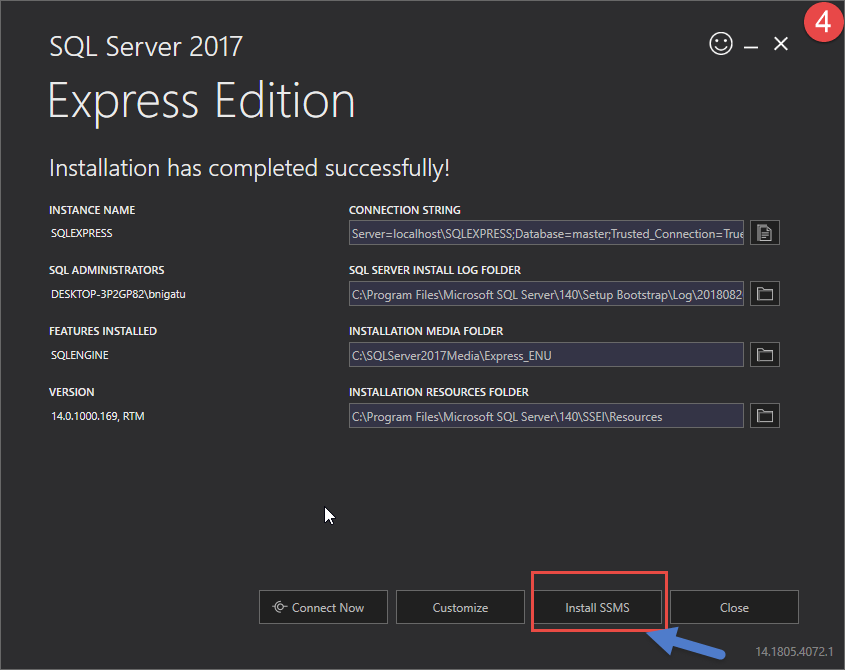 4
SQL Server 2017
Express Edition
Installation has completed successfully!
INSTANCE NAME
SQLEXPRESS
CONNECTION STRING
Server=localhost\SQLEXPRESS;Database=master;Trusted_Connection=True
SQL ADMINISTRATORS
DESKTOP-3P2GP82\bnigatu
SQL SERVER INSTALL LOG FOLDER
C:\Program Files\Microsoft SQL Server\140\Setup Bootstrap\Log\2018082
FEATURES INSTALLED
SQLENGINE
INSTALLATION MEDIA FOLDER
C:\SQLServer2017Media\Express_ENU
VERSION
14.0.1000.169, RTM
INSTALLATION RESOURCES FOLDER
C:\Program Files\Microsoft SQL Server\140\SSEI\Resources
Connect Now
Customize
Install SSMS
Close
14.1805.4072.1